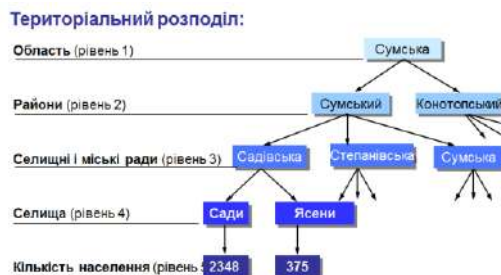 Територіальний розподіл:
Область (рівень 1)
Сумська
Райони (рівень 2)
Сумський
Конотопський
Селищні і міські ради (рівень 3)
Садівська
Степанівська
Сумська
Селища (рівень 4)
Сади
Ясени
Кількість населення (рівень
2348
375